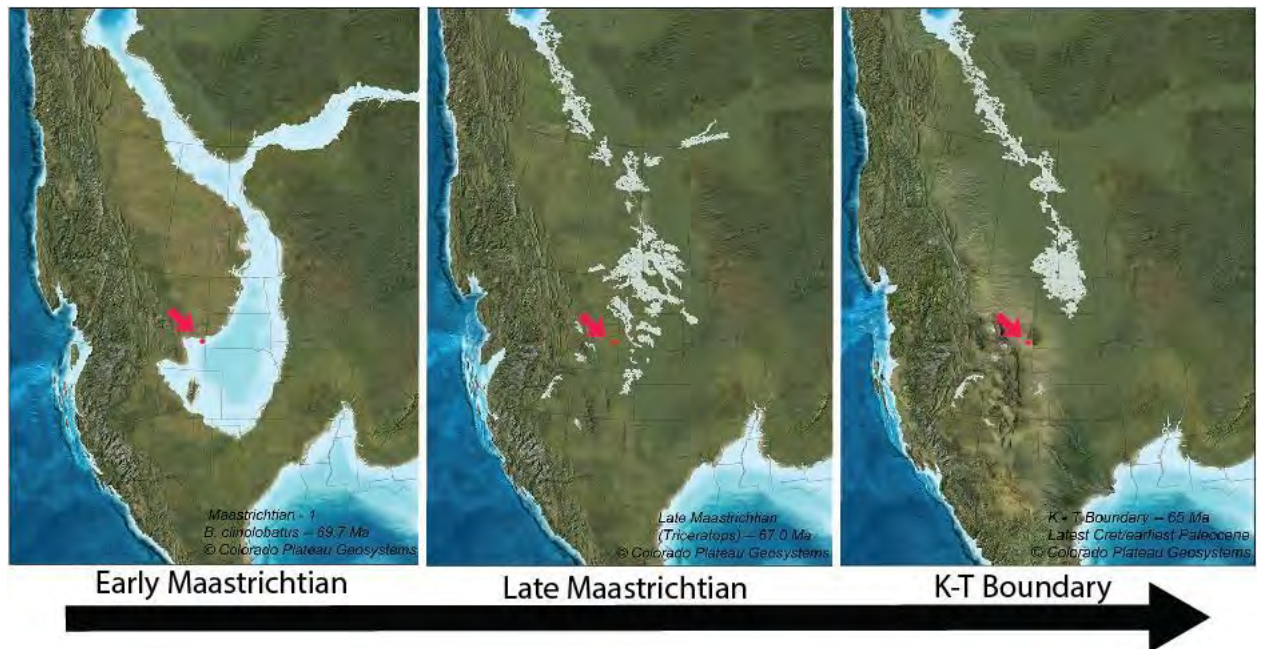 Maastrichtian - 1
B. clinolobatus -- 69.7 Ma
© Colorado Plateau Geosystems
Late Maastrichtian
(Triceratops) -- 67.0 Ma
© Colorado Plateau Geosystems
K - T Boundary -- 65 Ma
Latest Cret/earliest Paleocene
© Colorado Plateau Geosystems
Early Maastrichtian
Late Maastrichtian
K-T Boundary